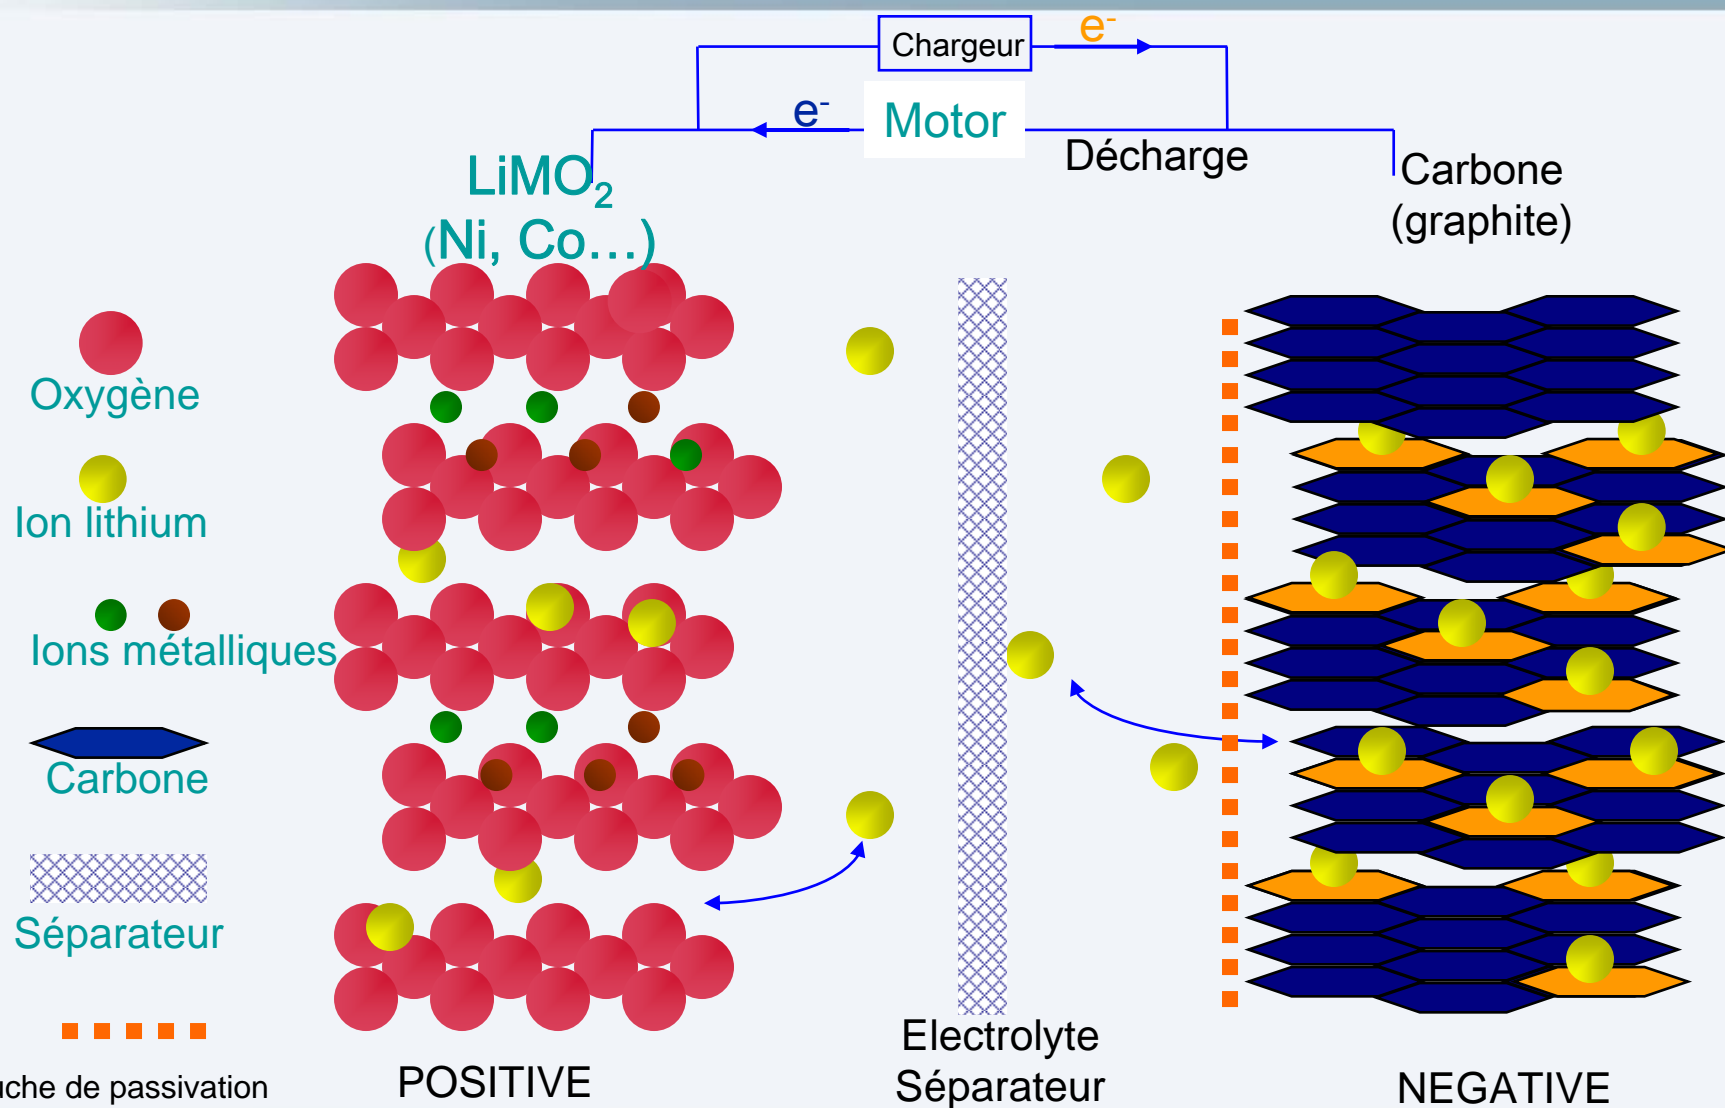 Chargeur
e-
e-
Motor
Décharge
LiMO2
(Ni, Co…)
Carbone
(graphite)
Oxygène
Ion lithium
Ions métalliques
Carbone
Séparateur
de passivation
POSITIVE
Electrolyte
Séparateur
NEGATIVE